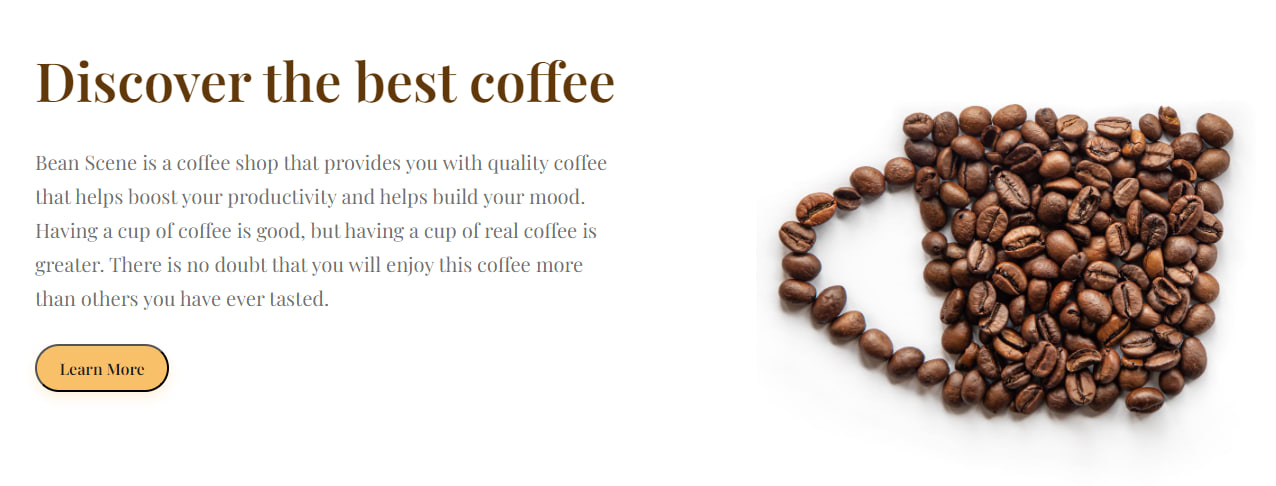 Discover the best coffee
Bean Scene is a coffee shop that provides you with quality coffee
that helps boost your productivity and helps build your mood.
Having a cup of coffee is good, but having a cup of real coffee is
greater. There is no doubt that you will enjoy this coffee more
than others you have ever tasted.
Learn More